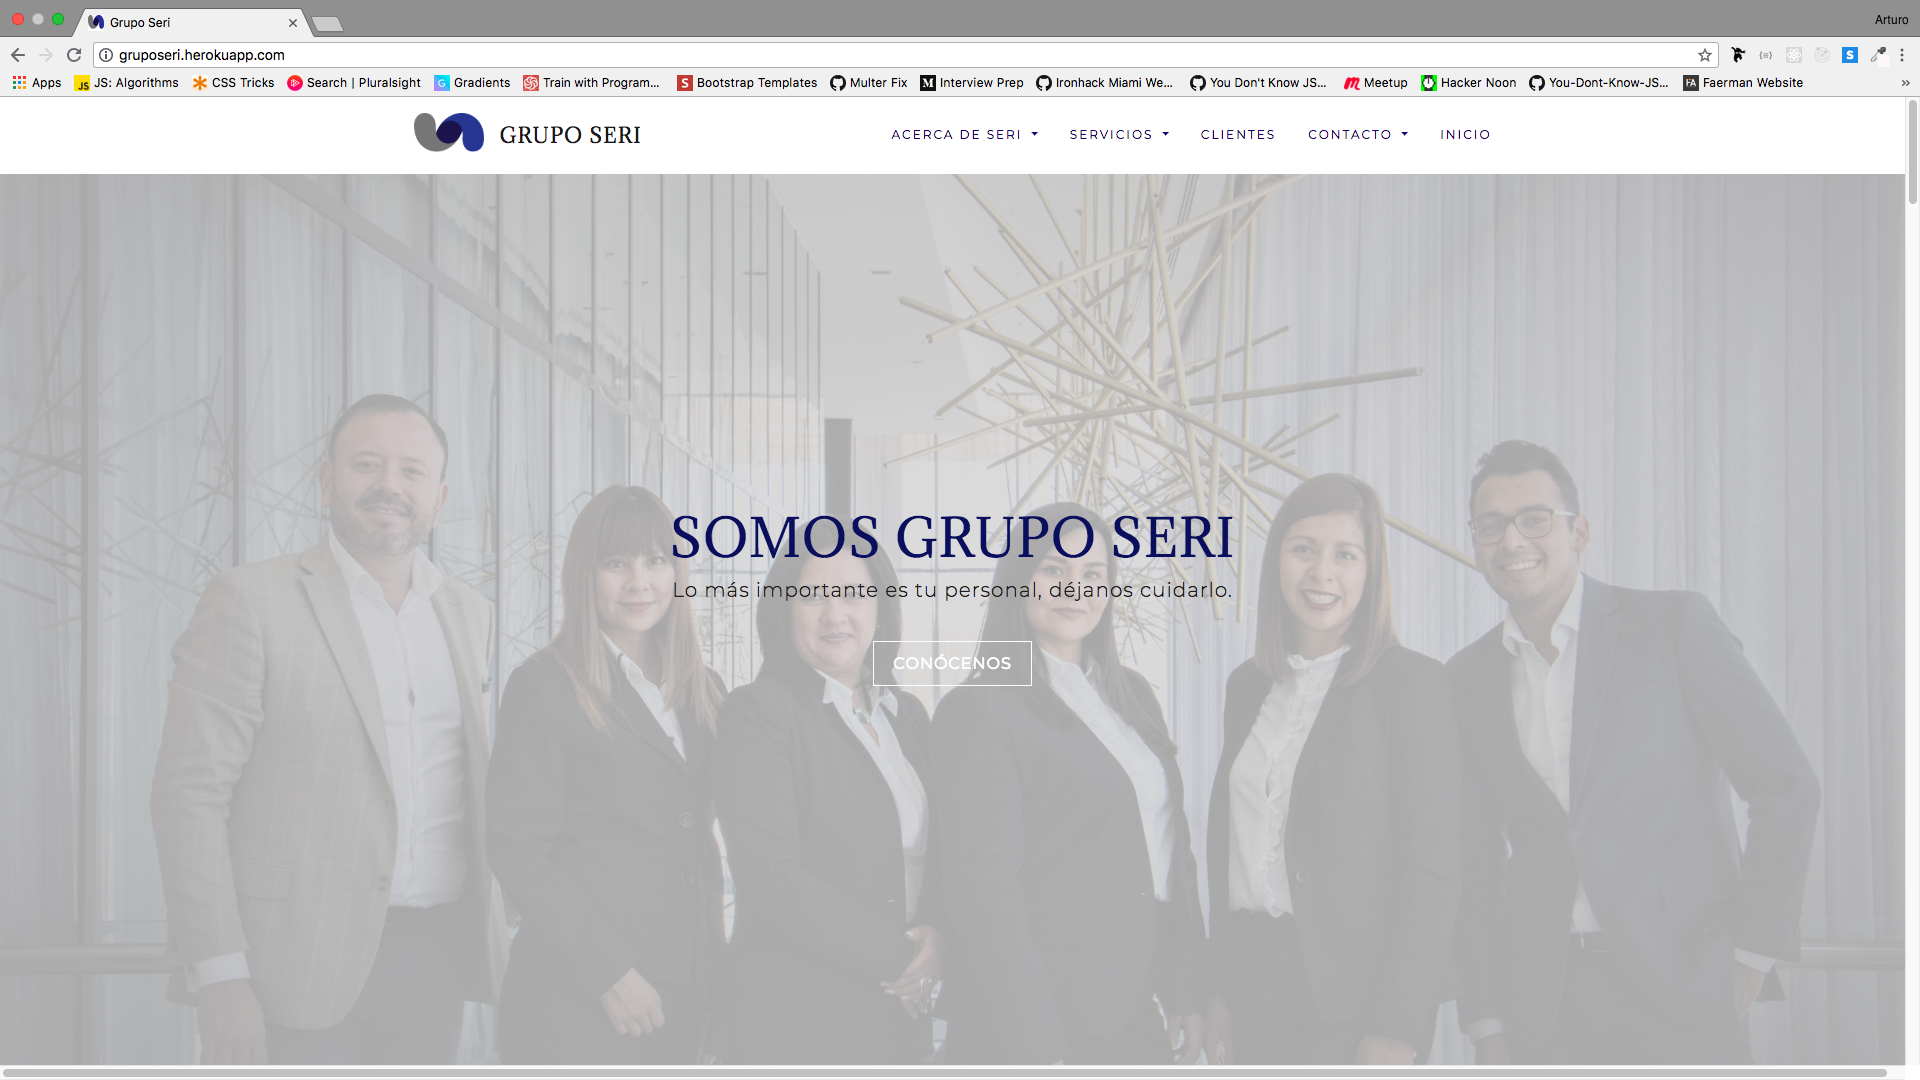 Grupo Seri
Arturo
gruposeri.herokuapp.com
Apps JS: Algorithms CSS Tricks Search | Pluralsight Gradients Train with Program... Bootstrap Templates Multer Fix Interview Prep Ironhack Miami We... You Don't Know JS... Meetup Hacker Noon You-Dont-Know-JS... Faerman Website
GRUPO SERI
ACERCA DE SERI SERVICIOS CLIENTES CONTACTO INICIO
SOMOS GRUPO SERI
Lo más importante es tu personal, déjanos cuidarlo.
CONÓCENOS